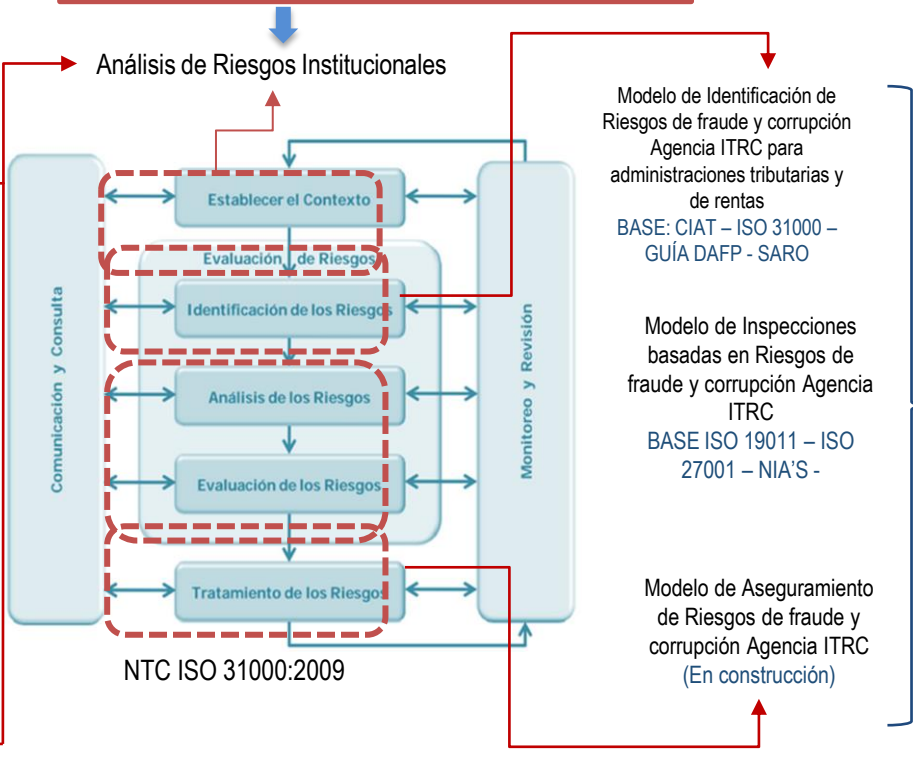 Análisis de Riesgos Institucionales
Comunicación y Consulta
Establecer el Contexto
Evaluación de Riesgos
Identificación de los Riesgos
Análisis de los Riesgos
Evaluación de los Riesgos
Tratamiento de los Riesgos
Monitoreo y Revisión
NTC ISO 31000:2009
Modelo de Identificación de
Riesgos de fraude y corrupción
Agencia ITRC para
administraciones tributarias y
de rentas
BASE: CIAT – ISO 31000 –
GUÍA DAFP - SARO
Modelo de Inspecciones
basadas en Riesgos de
fraude y corrupción Agencia
ITRC
BASE ISO 19011 – ISO
27001 – NIA’S -
Modelo de Aseguramiento
de Riesgos de fraude y
corrupción Agencia ITRC
(En construcción)